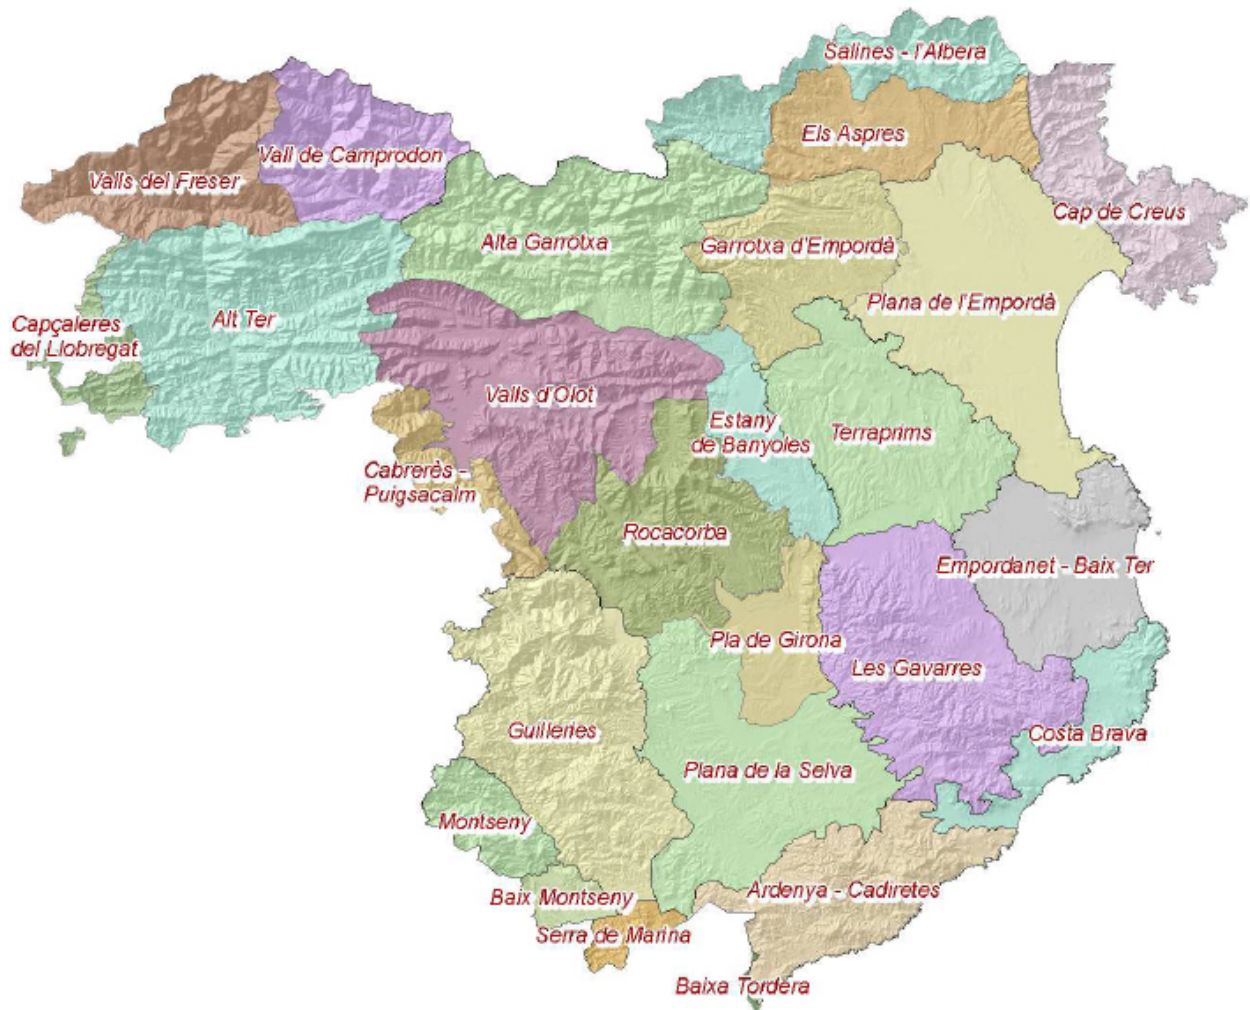 Salines - l'Albera
Els Aspres
Vall de Camprodon
Valls del Freser
Cap de Creus
Alta Garrotxa
Garrotxa d'Empordà
Plana de l'Empordà
Alt Ter
Capçaleres
del Llobregat
Valls d'Olot
Estany
de Banyoles
Terraprims
Cabrerès -
Puigsacalm
Rocacorba
Empordanet - Baix Ter
Pla de Girona
Les Gavarres
Guilleries
Costa Brava
Plana de la Selva
Montseny
Ardenya - Cadiretes
Baix Montseny
Serra de Marina
Baixa Tordera